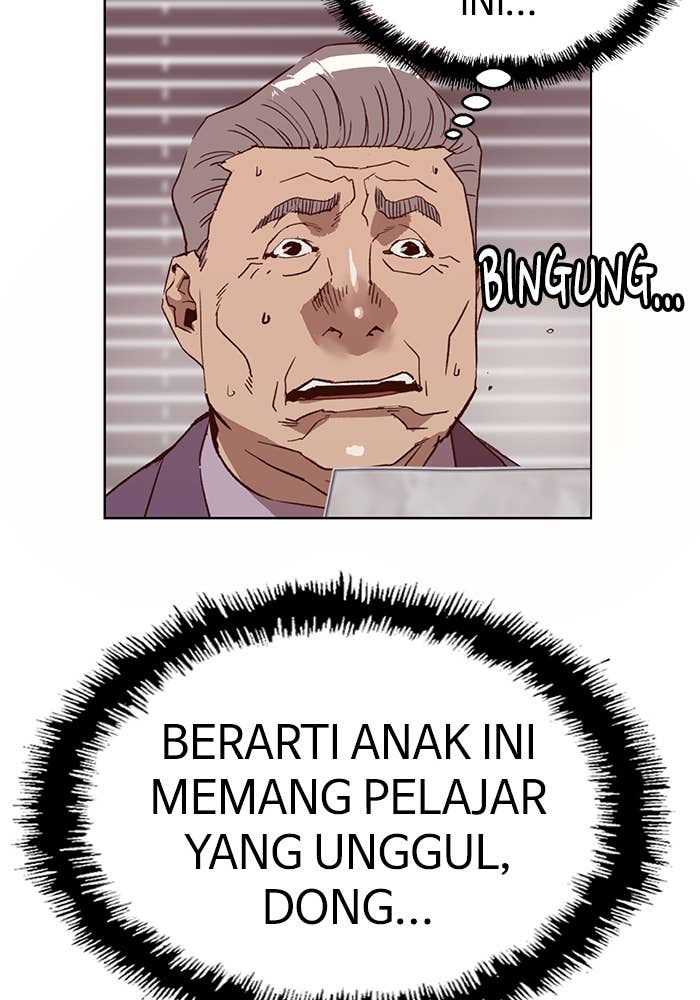 INI...
BINGUNG...
BERARTI ANAK INI
MEMANG PELAJAR
YANG UNGGUL,
DONG...